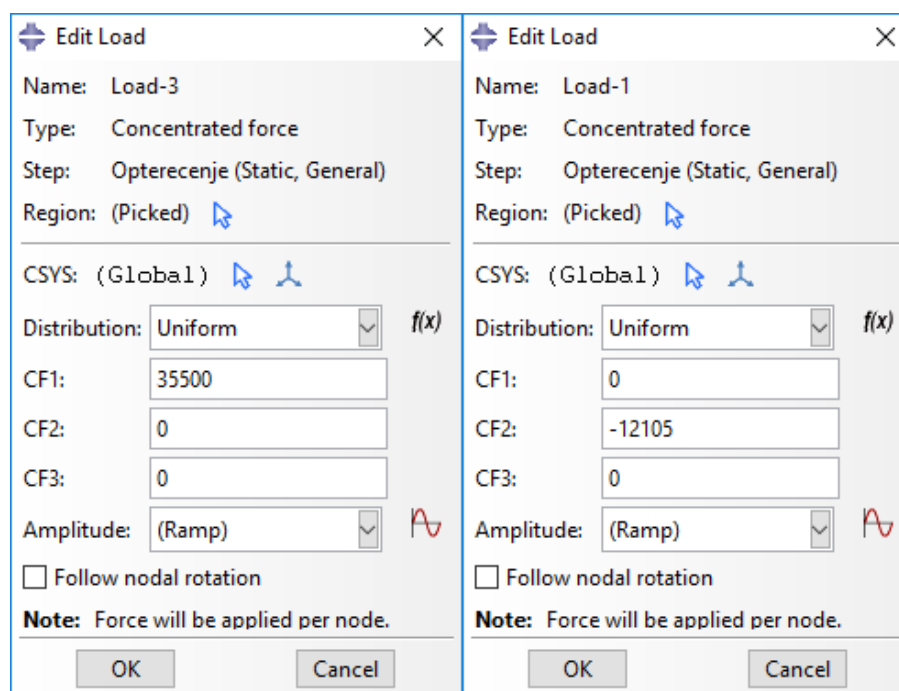 Edit Load
Name: Load-3
Type: Concentrated force
Step: Opterecenje (Static, General)
Region: (Picked)
CSYS: (Global)
Distribution: Uniform f(x)
CF1: 35500
CF2: 0
CF3: 0
Amplitude: (Ramp)
Follow nodal rotation
Note: Force will be applied per node.
OK Cancel
Edit Load
Name: Load-1
Type: Concentrated force
Step: Opterecenje (Static, General)
Region: (Picked)
CSYS: (Global)
Distribution: Uniform f(x)
CF1: 0
CF2: -12105
CF3: 0
Amplitude: (Ramp)
Follow nodal rotation
Note: Force will be applied per node.
OK Cancel